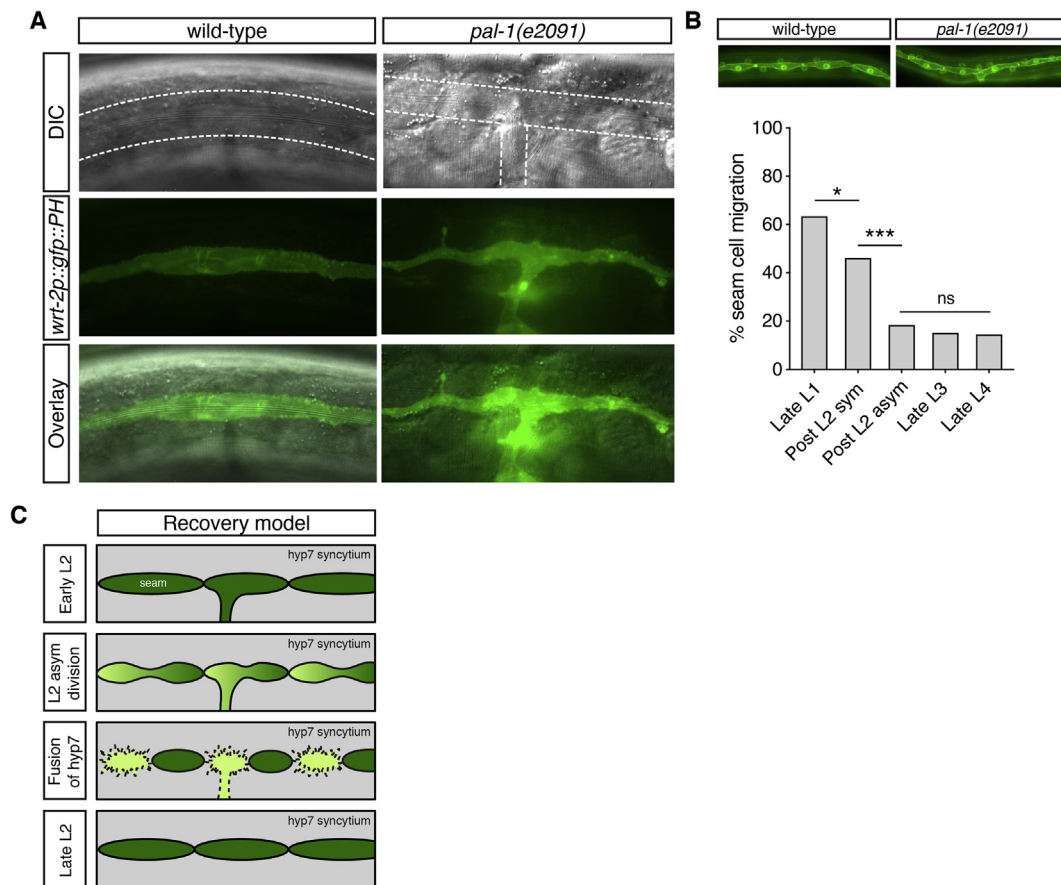 A
wild-type
pal-1(e2091)
DIC
wrt-2p::gfp::PH
Overlay
B
wild-type
pal-1(e2091)
% seam cell migration
100
80
60
40
20
0
*
***
ns
Late L1
Post L2 sym
Post L2 asym
Late L3
Late L4
C
Recovery model
Early L2
hyp7 syncytium
seam
L2 asym
division
hyp7 syncytium
Fusion
of hyp7
hyp7 syncytium
Late L2
hyp7 syncytium